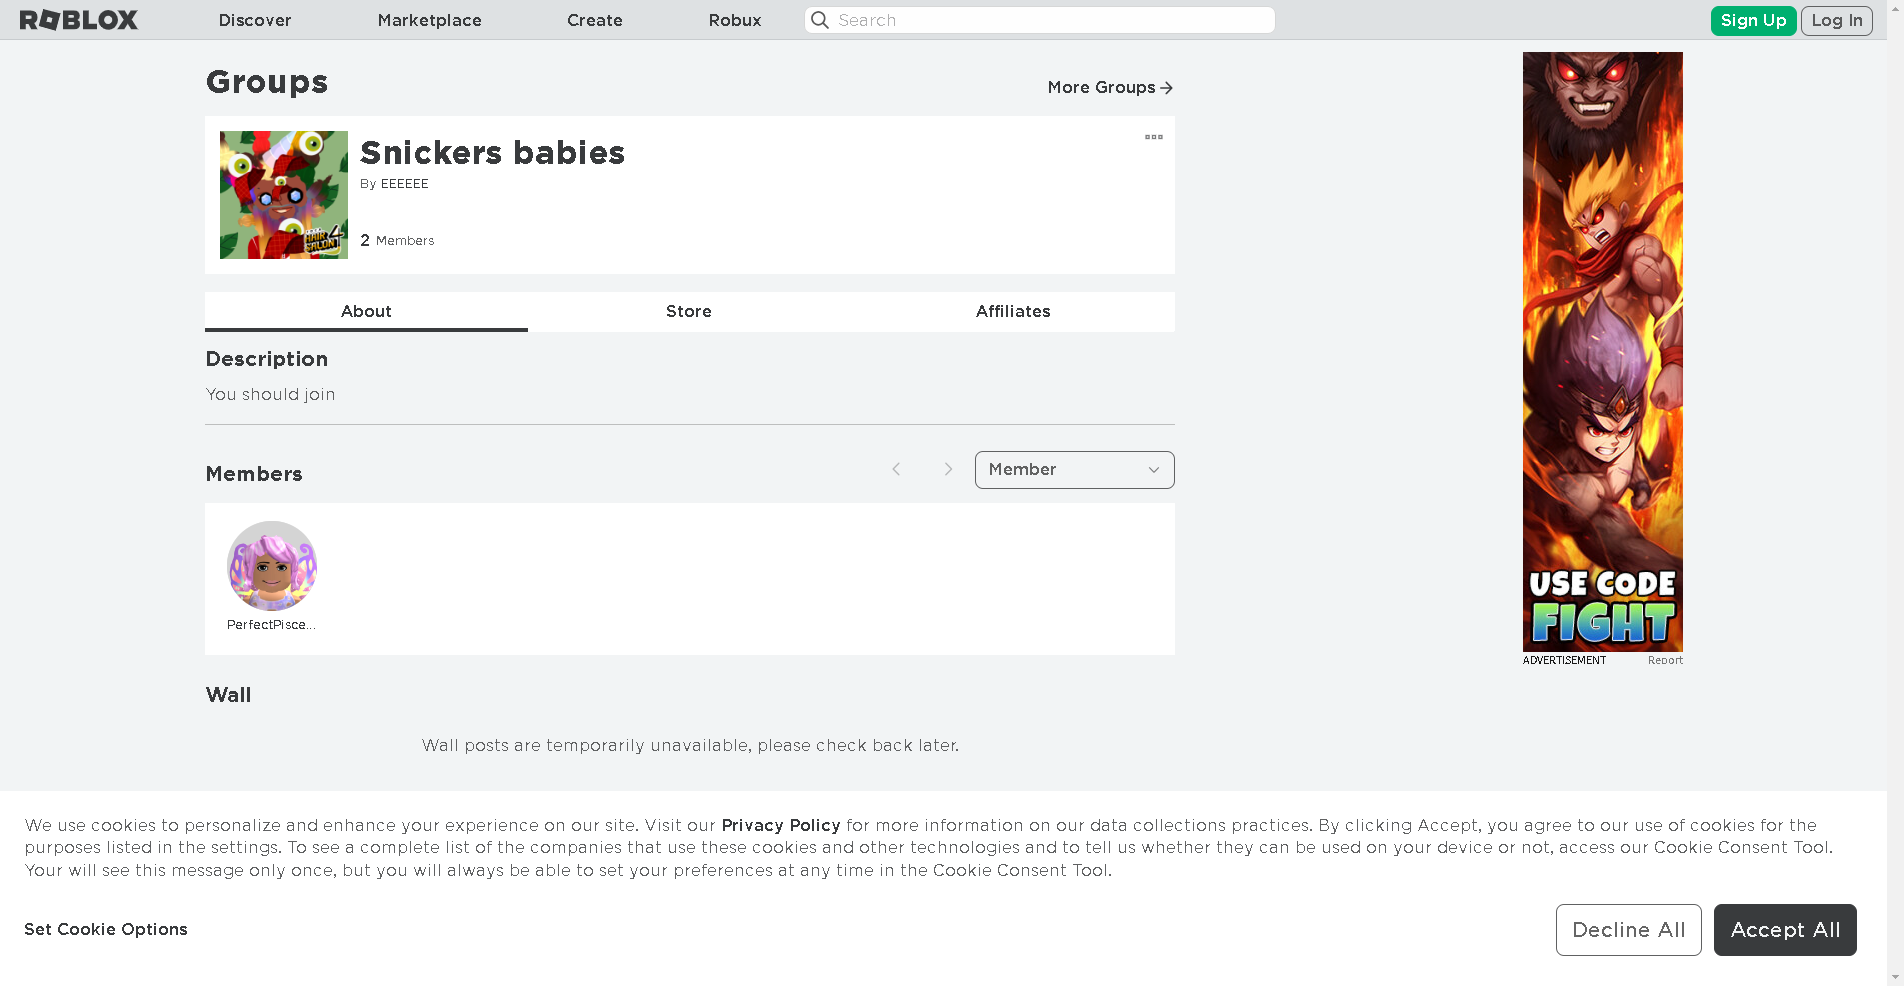 ROBLOX Discover Marketplace Create Robux Search Sign Up Log In
Groups
More Groups
Snickers babies
By EEEEEE
HAIR SALON 4
2 Members
About Store Affiliates
Description
You should join
Members
Member
PerfectPisce...
Wall
Wall posts are temporarily unavailable, please check back later.
USE CODE
FIGHT
ADVERTISEMENT Report
We use cookies to personalize and enhance your experience on our site. Visit our Privacy Policy for more information on our data collections practices. By clicking Accept, you agree to our use of cookies for the
purposes listed in the settings. To see a complete list of the companies that use these cookies and other technologies and to tell us whether they can be used on your device or not, access our Cookie Consent Tool.
Your will see this message only once, but you will always be able to set your preferences at any time in the Cookie Consent Tool.
Set Cookie Options
Decline All
Accept All